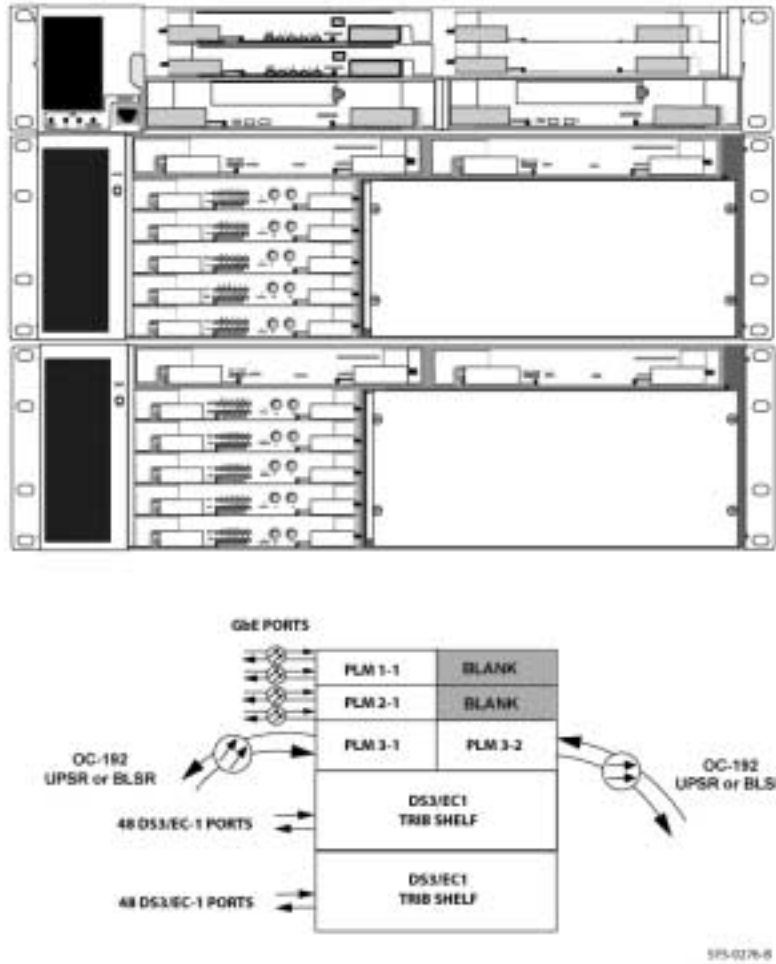 GbE PORTS
PLM 1-1
BLANK
PLM 2-1
BLANK
PLM 3-1
PLM 3-2
OC-192
UPSR or BLSR
OC-192
UPSR or BLS
DS3/EC1
TRIB SHELF
48 DS3/EC-1 PORTS
DS3/EC1
TRIB SHELF
48 DS3/EC-1 PORTS